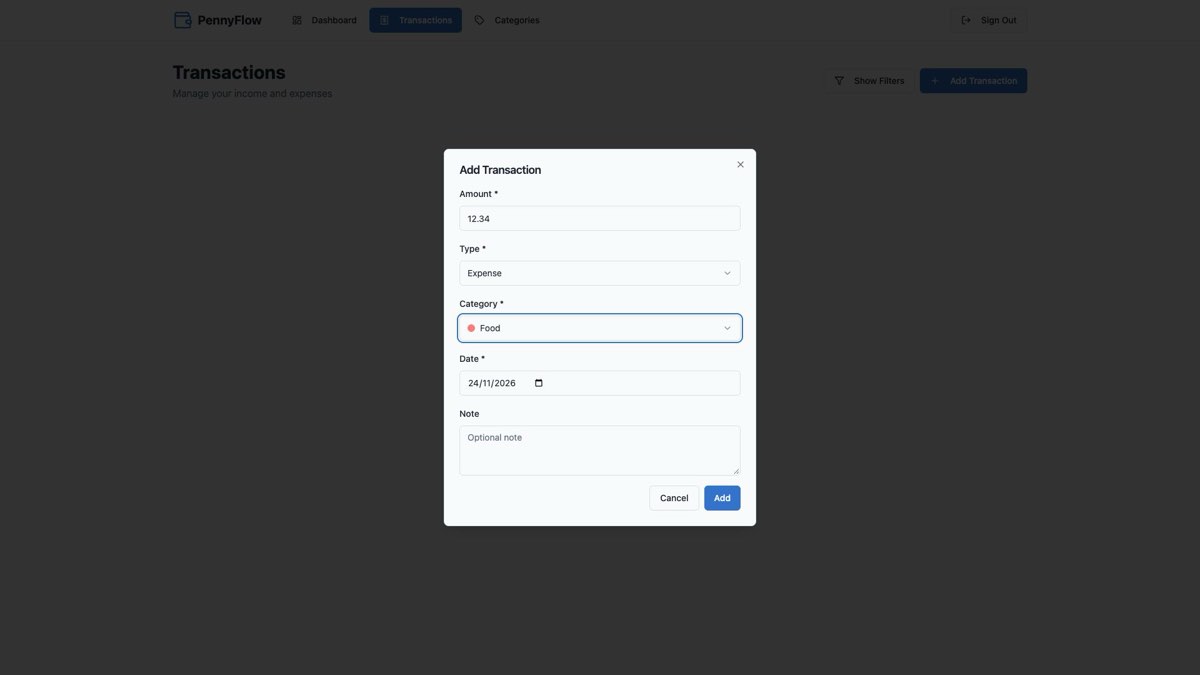 PennyFlow
Dashboard
Transactions
Categories
Sign Out
Transactions
Manage your income and expenses
Show Filters
Add Transaction
Add Transaction
Amount *
12.34
Type *
Expense
Category *
Food
Date *
24/11/2026
Note
Optional note
Cancel
Add